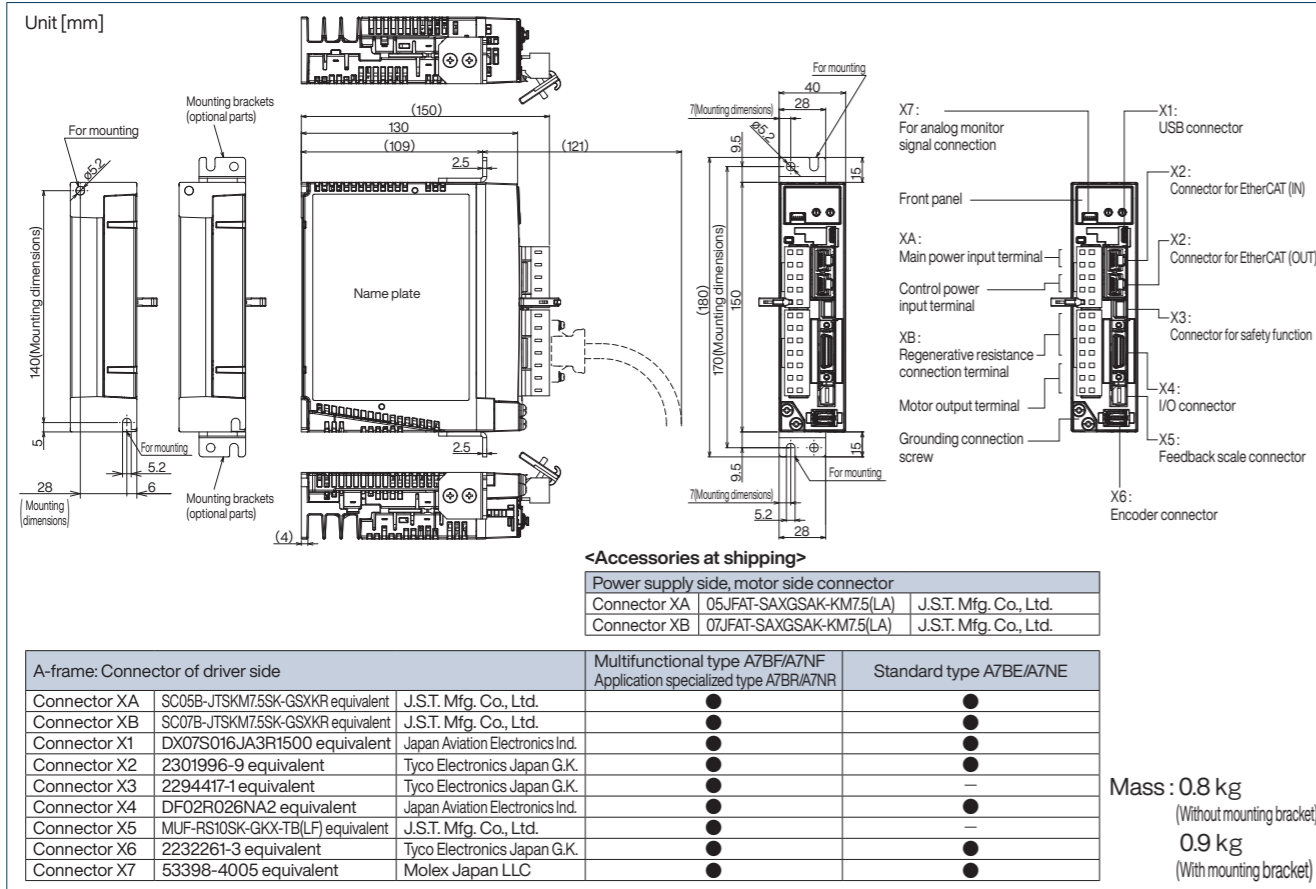 Unit [mm]
For mounting
ø5.2
140(Mounting dimensions)
5
For mounting
5.2
28
6
(Mounting
dimensions)
Mounting brackets
(optional parts)
Mounting brackets
(optional parts)
(150)
130
(109)
(121)
2.5
Name plate
2.5
(4)
For mounting
40
28
7(Mounting dimensions)
ø5.2
9.5
15
(180)
170(Mounting dimensions)
150
15
9.5
For mounting
7(Mounting dimensions)
5.2
28
X7:
For analog monitor
signal connection
Front panel
XA:
Main power input terminal
Control power
input terminal
XB:
Regenerative resistance
connection terminal
Motor output terminal
Grounding connection
screw
X1:
USB connector
X2:
Connector for EtherCAT (IN)
X2:
Connector for EtherCAT (OUT)
X3:
Connector for safety function
X4:
I/O connector
X5:
Feedback scale connector
X6:
Encoder connector
<Accessories at shipping>
Power supply side, motor side connector
Connector XA 05JFAT-SAXGSAK-KM7.5(LA) J.S.T. Mfg. Co., Ltd.
Connector XB 07JFAT-SAXGSAK-KM7.5(LA) J.S.T. Mfg. Co., Ltd.
A-frame: Connector of driver side Multifunctional type A7BF/A7NF Standard type A7BE/A7NE
Application specialized type A7BR/A7NR
Connector XA SC05B-JTSKM7.5SK-GSXKR equivalent J.S.T. Mfg. Co., Ltd. ● ●
Connector XB SC07B-JTSKM7.5SK-GSXKR equivalent J.S.T. Mfg. Co., Ltd. ● ●
Connector X1 DX07S016JA3R1500 equivalent Japan Aviation Electronics Ind. ● ●
Connector X2 2301996-9 equivalent Tyco Electronics Japan G.K. ● ●
Connector X3 2294417-1 equivalent Tyco Electronics Japan G.K. ● −
Connector X4 DF02R026NA2 equivalent Japan Aviation Electronics Ind. ● ●
Connector X5 MUF-RS10SK-GKX-TB(LF) equivalent J.S.T. Mfg. Co., Ltd. ● −
Connector X6 2232261-3 equivalent Tyco Electronics Japan G.K. ● ●
Connector X7 53398-4005 equivalent Molex Japan LLC ● ●
Mass : 0.8 kg
(Without mounting bracket)
0.9 kg
(With mounting bracket)